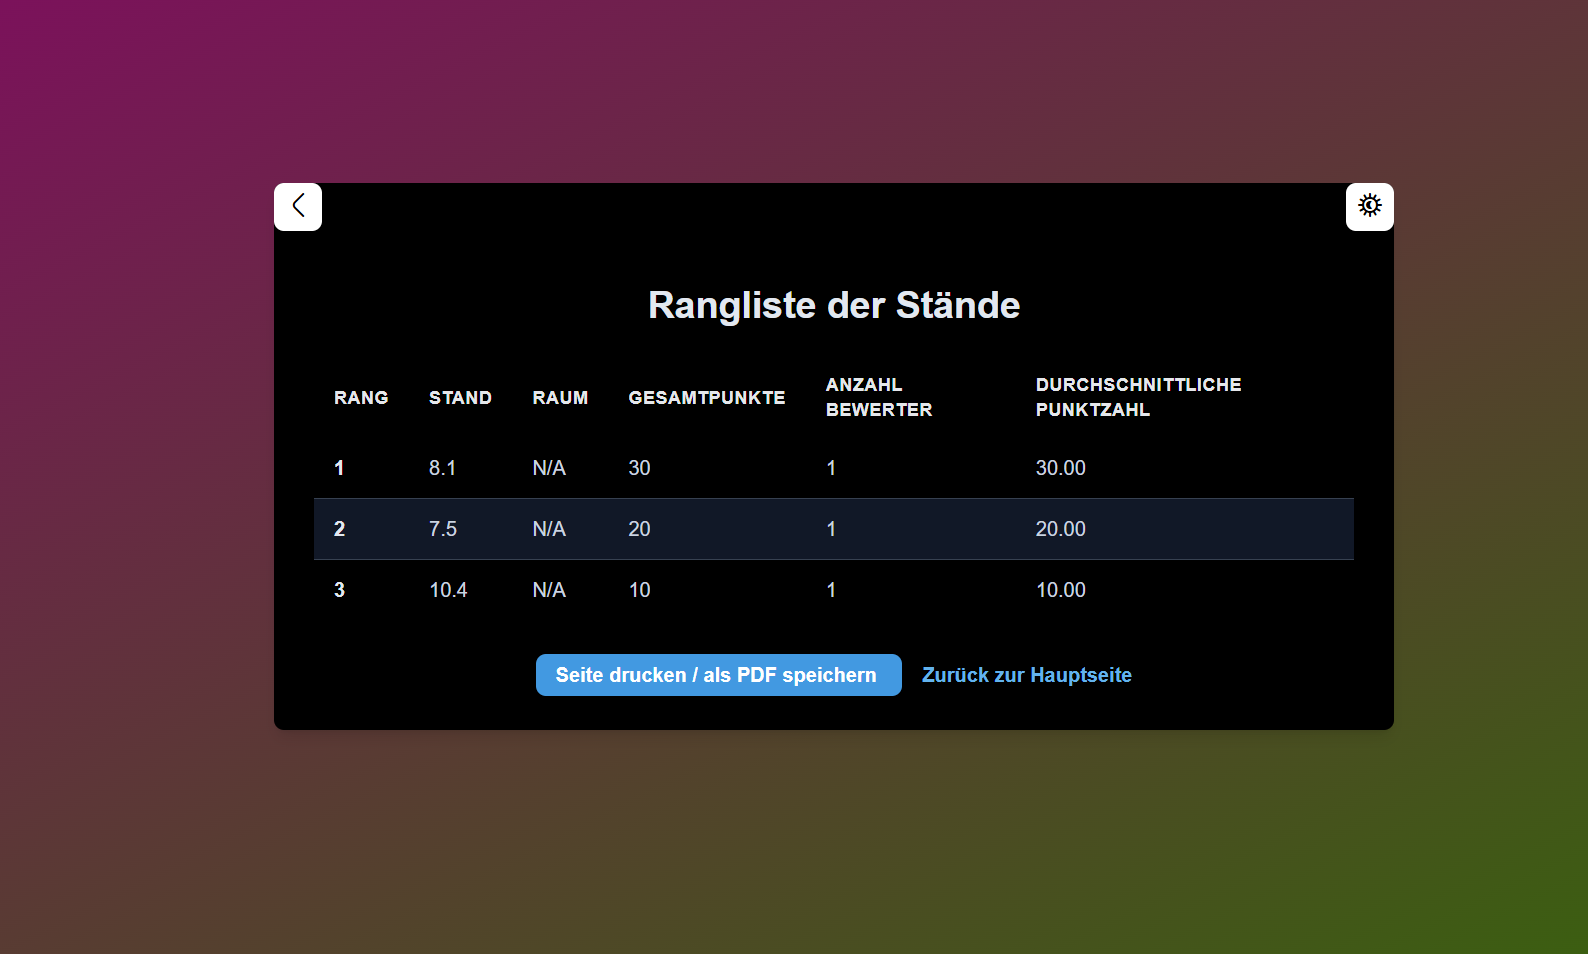 Rangliste der Stände
RANG STAND RAUM GESAMTPUNKTE ANZAHL BEWERTER DURCHSCHNITTLICHE PUNKTZAHL
1 8.1 N/A 30 1 30.00
2 7.5 N/A 20 1 20.00
3 10.4 N/A 10 1 10.00
Seite drucken / als PDF speichern Zurück zur Hauptseite